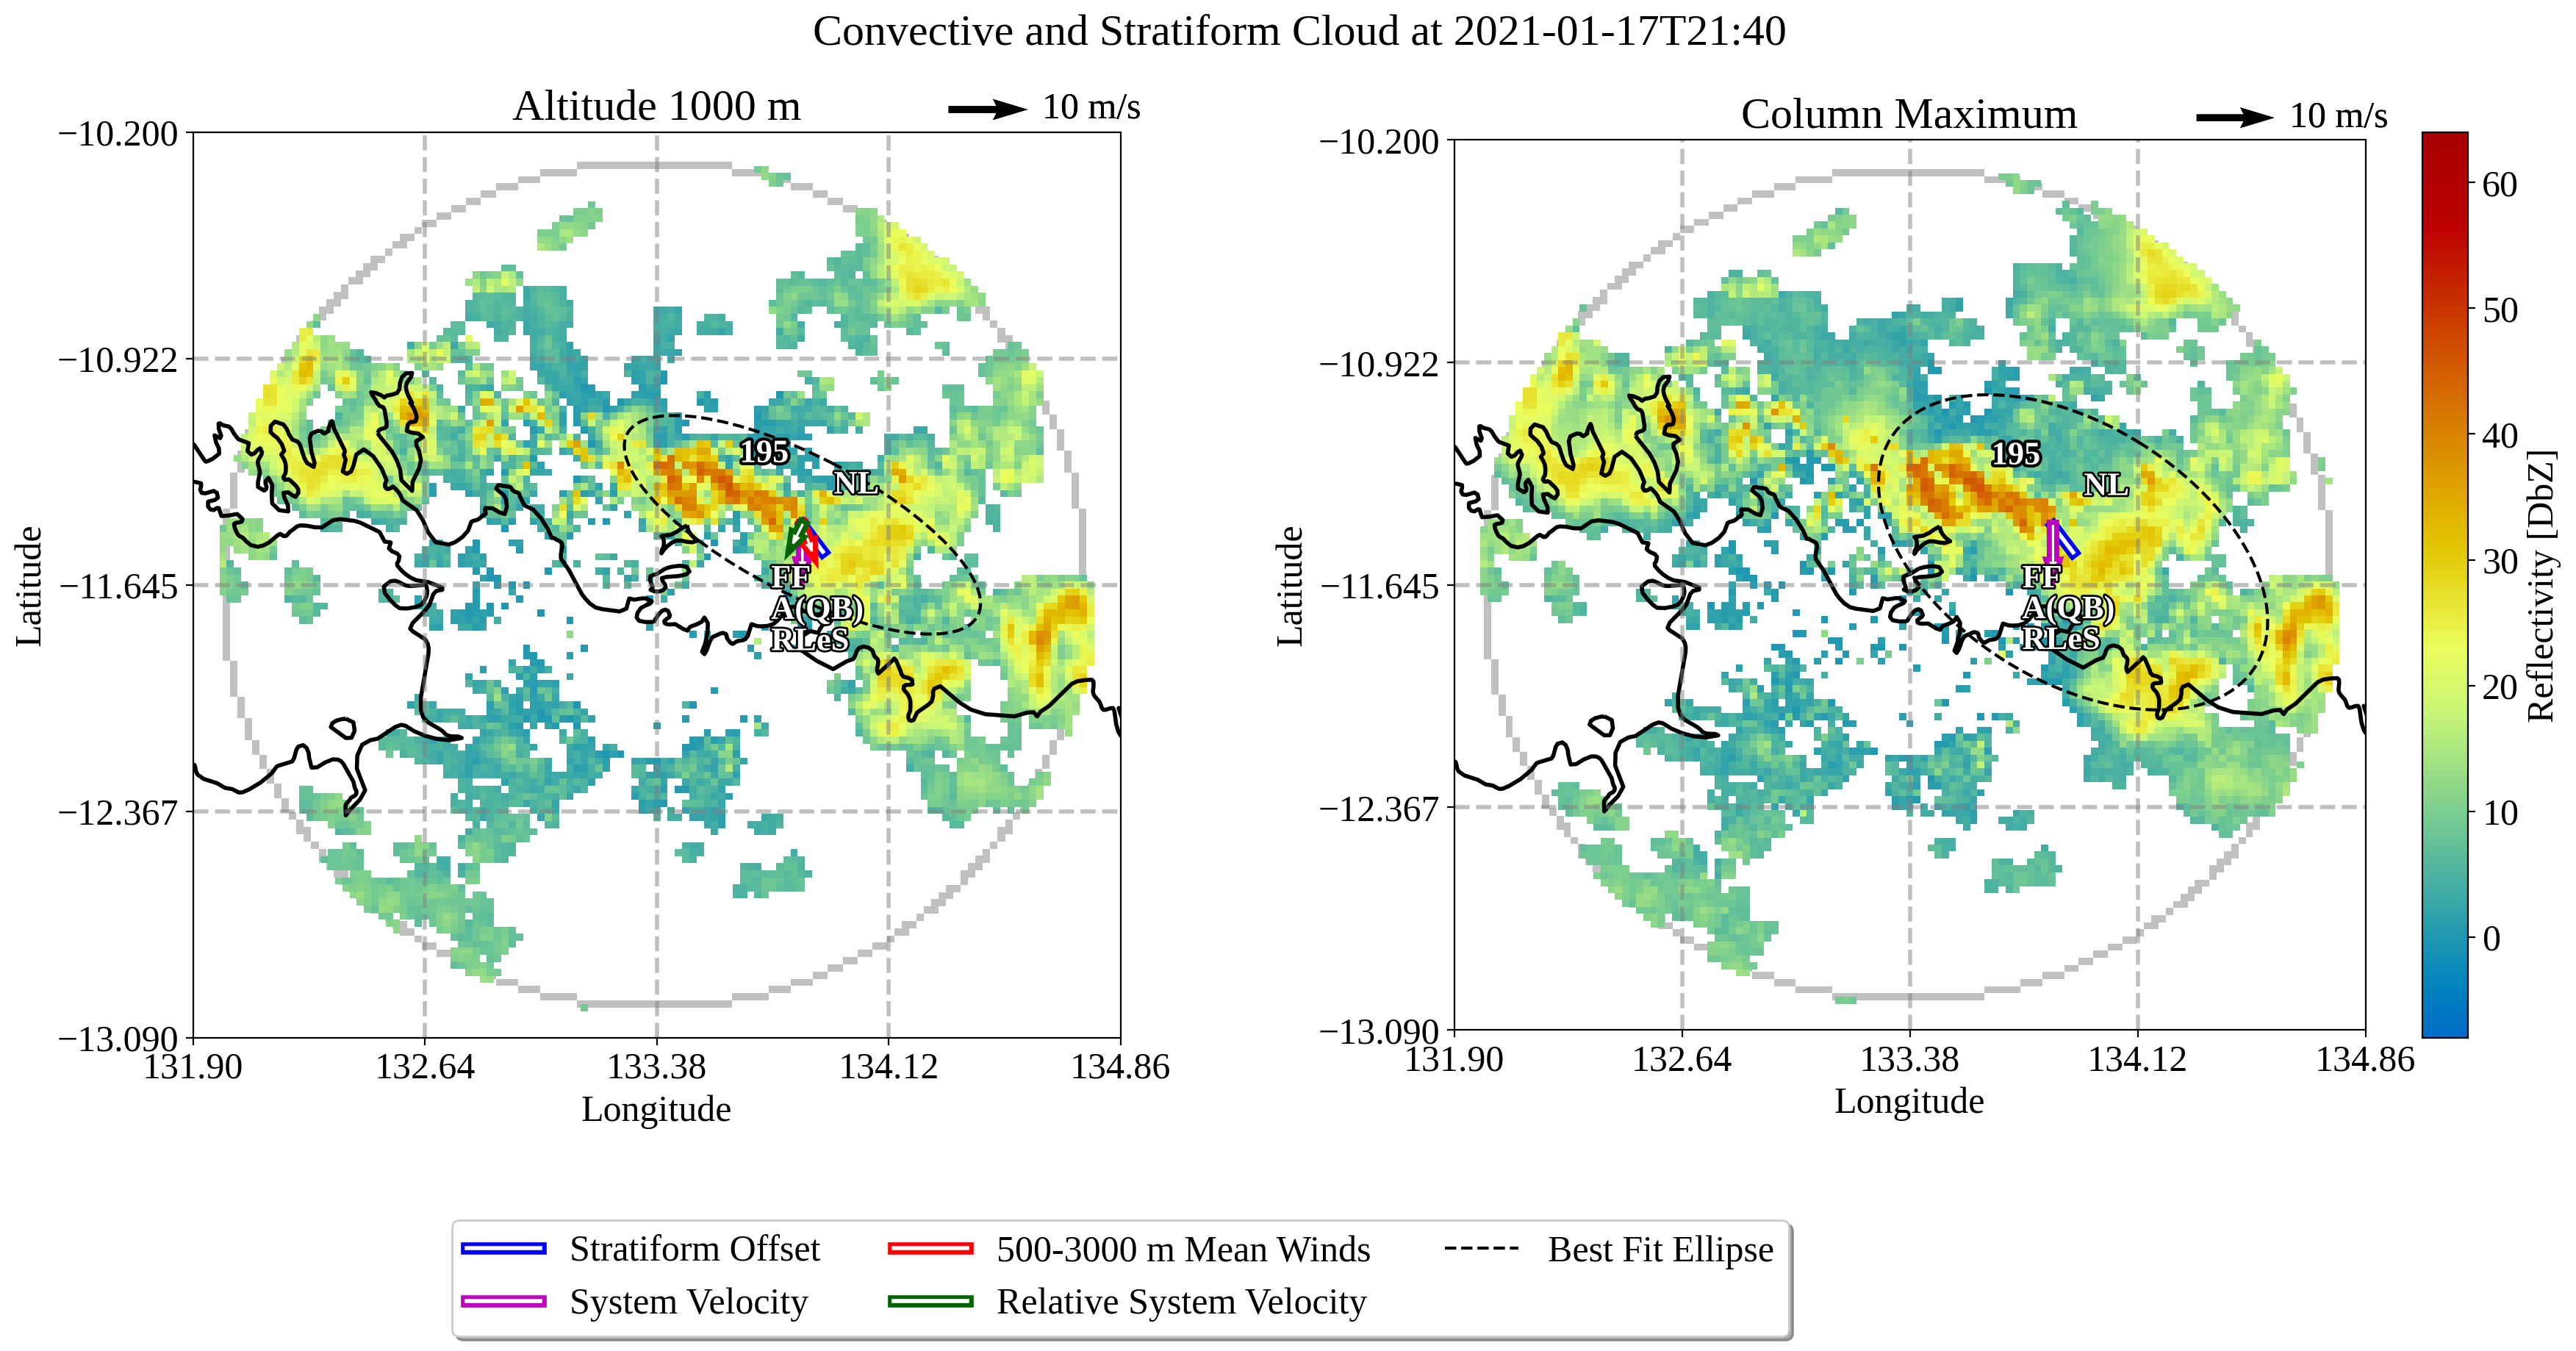 Convective and Stratiform Cloud at 2021-01-17T21:40
Altitude 1000 m
10 m/s
Latitude
−10.200
−10.922
−11.645
−12.367
−13.090
131.90
132.64
133.38
134.12
134.86
Longitude
195
NL
FF
A(QB)
RLeS
Column Maximum
10 m/s
Latitude
−10.200
−10.922
−11.645
−12.367
−13.090
131.90
132.64
133.38
134.12
134.86
Longitude
195
NL
FF
A(QB)
RLeS
60
50
40
30
20
10
0
Reflectivity [DbZ]
Stratiform Offset
System Velocity
500-3000 m Mean Winds
Relative System Velocity
Best Fit Ellipse